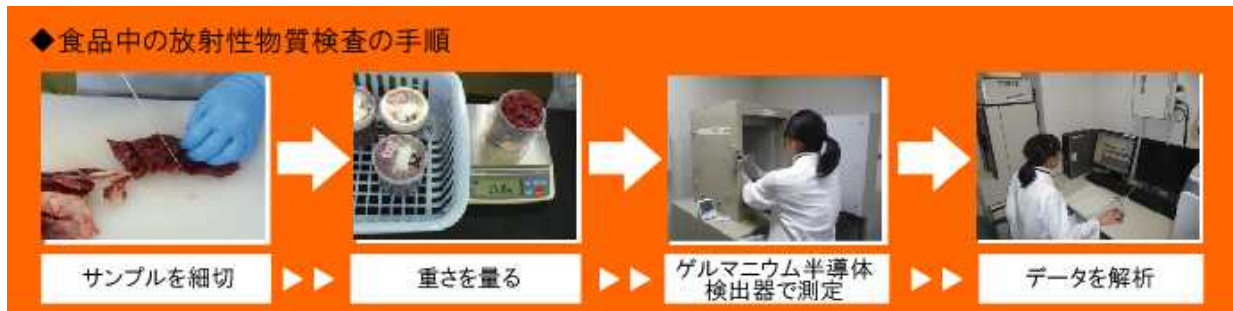 ◆食品中の放射性物質検査の手順
サンプルを細切
重さを量る
ゲルマニウム半導体
検出器で測定
データを解析